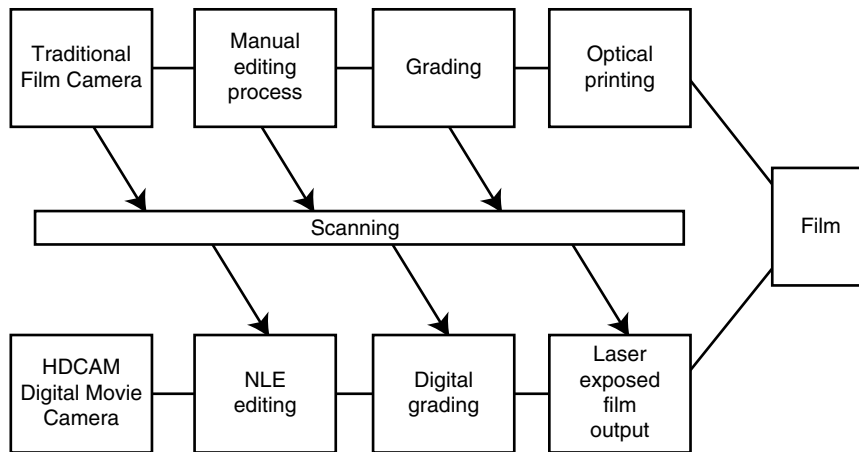 Traditional
Film Camera
Manual
editing
process
Grading
Optical
printing
Scanning
Film
HDCAM
Digital Movie
Camera
NLE
editing
Digital
grading
Laser
exposed
film
output